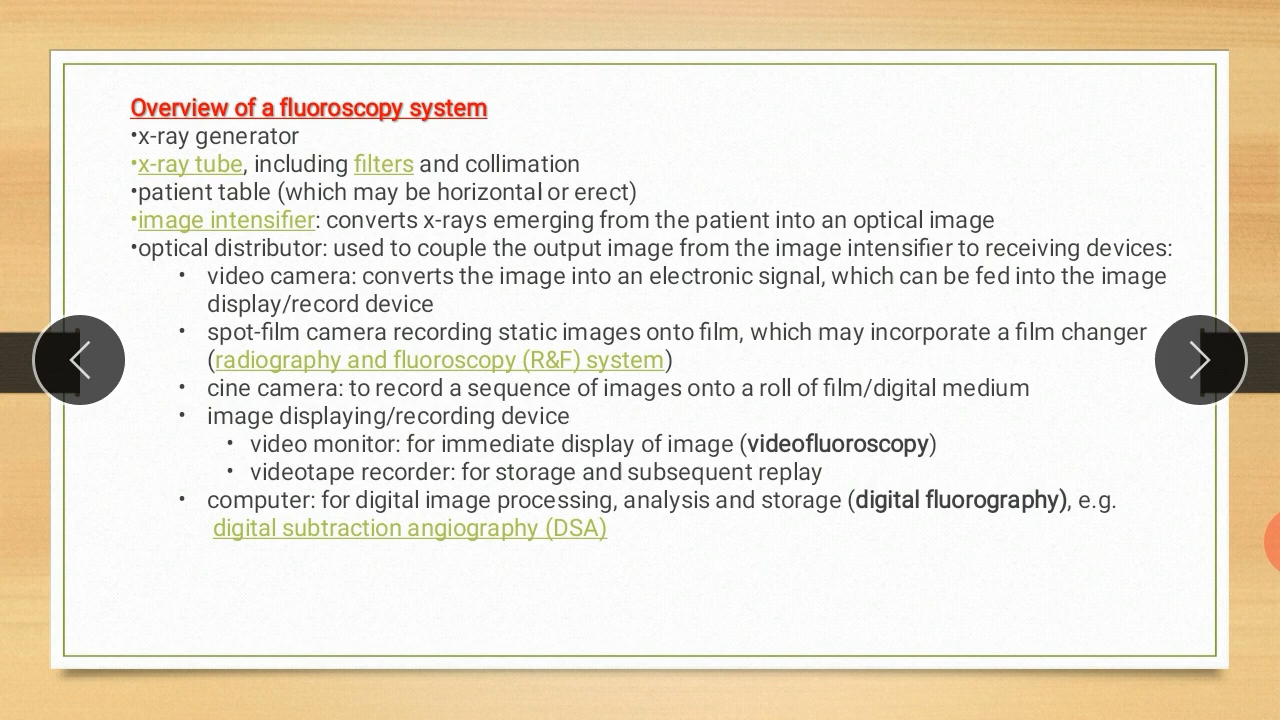 Overview of a fluoroscopy system
•x-ray generator
•x-ray tube, including filters and collimation
•patient table (which may be horizontal or erect)
•image intensifier: converts x-rays emerging from the patient into an optical image
•optical distributor: used to couple the output image from the image intensifier to receiving devices:
• video camera: converts the image into an electronic signal, which can be fed into the image
display/record device
• spot-film camera recording static images onto film, which may incorporate a film changer
(radiography and fluoroscopy (R&F) system)
• cine camera: to record a sequence of images onto a roll of film/digital medium
• image displaying/recording device
• video monitor: for immediate display of image (videofluoroscopy)
• videotape recorder: for storage and subsequent replay
• computer: for digital image processing, analysis and storage (digital fluorography), e.g.
digital subtraction angiography (DSA)